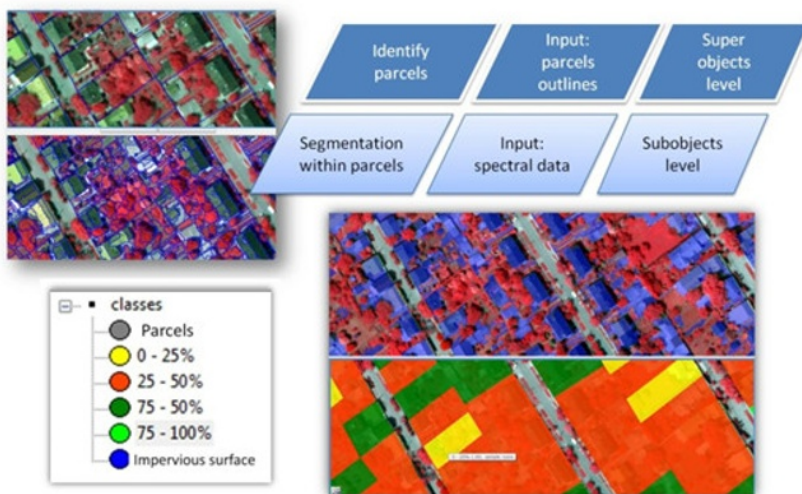 Identify
parcels
Input:
parcels
outlines
Super
objects
level
Segmentation
within parcels
Input:
spectral data
Subobjects
level
classes
Parcels
0 - 25%
25 - 50%
75 - 50%
75 - 100%
Impervious surface